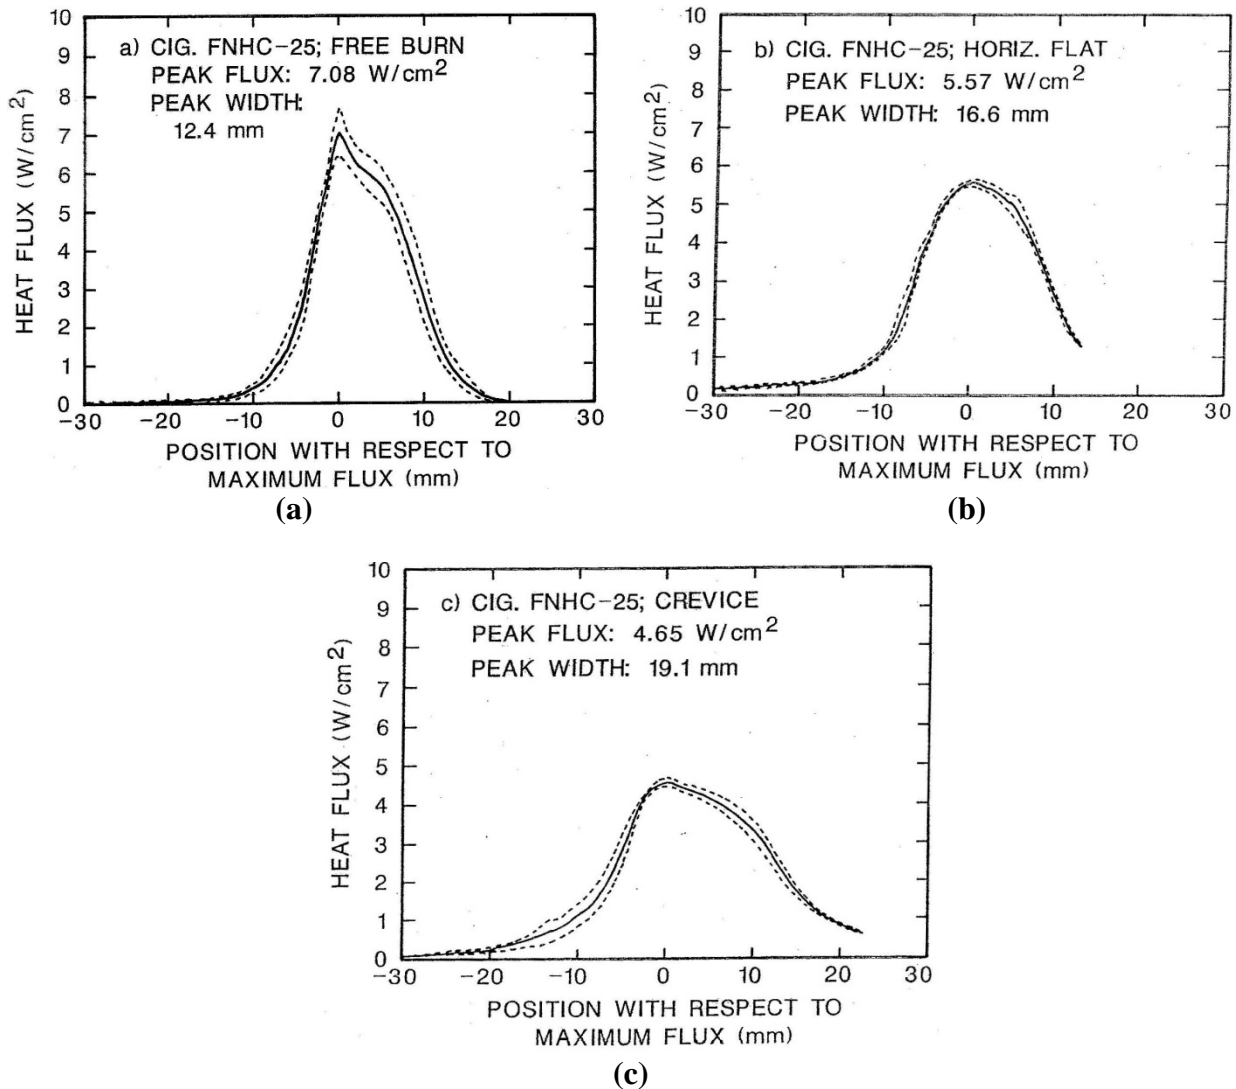 a) CIG. FNHC-25; FREE BURN
PEAK FLUX: 7.08 W/cm²
PEAK WIDTH:
12.4 mm
HEAT FLUX (W/cm²)
10
9
8
7
6
5
4
3
2
1
0
-30 -20 -10 0 10 20 30
POSITION WITH RESPECT TO
MAXIMUM FLUX (mm)
(a)
b) CIG. FNHC-25; HORIZ. FLAT
PEAK FLUX: 5.57 W/cm²
PEAK WIDTH: 16.6 mm
HEAT FLUX (W/cm²)
10
9
8
7
6
5
4
3
2
1
0
-30 -20 -10 0 10 20 30
POSITION WITH RESPECT TO
MAXIMUM FLUX (mm)
(b)
c) CIG. FNHC-25; CREVICE
PEAK FLUX: 4.65 W/cm²
PEAK WIDTH: 19.1 mm
HEAT FLUX (W/cm²)
10
9
8
7
6
5
4
3
2
1
0
-30 -20 -10 0 10 20 30
POSITION WITH RESPECT TO
MAXIMUM FLUX (mm)
(c)